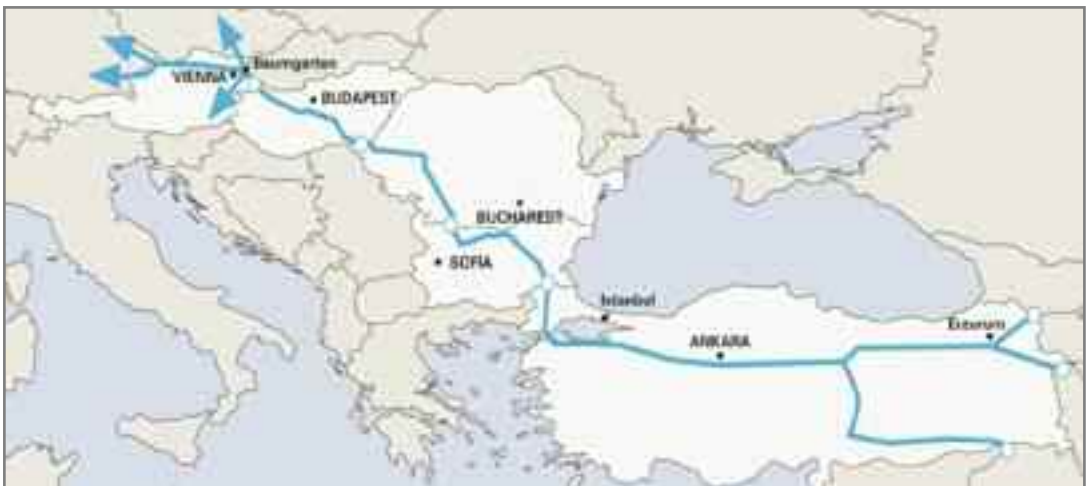 Baumgarten
VIENNA
BUDAPEST
BUCHAREST
SOFIA
Istanbul
Erzurum
ANKARA